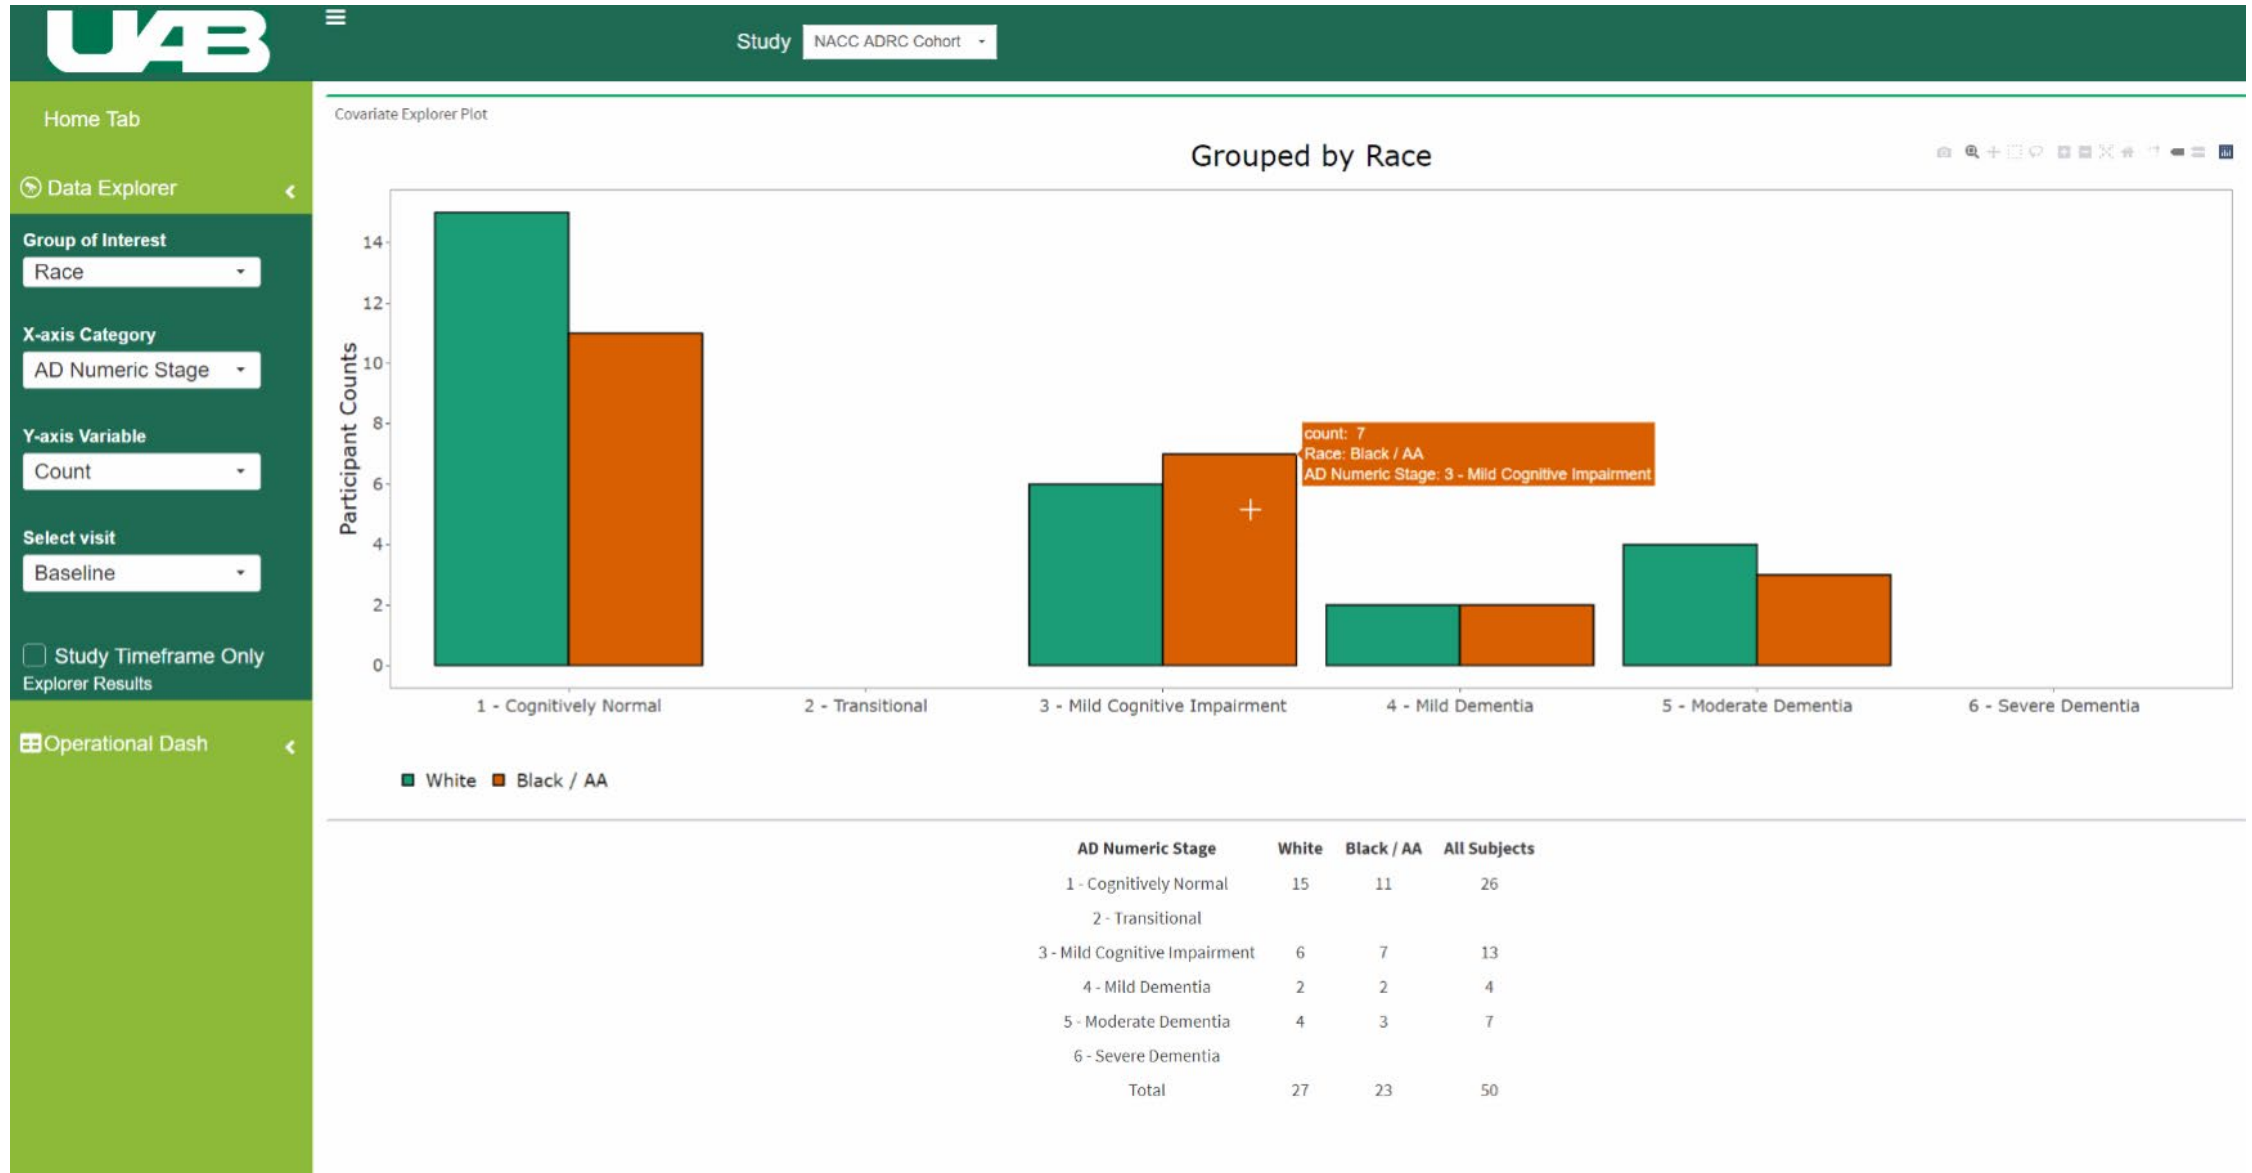 UAB
Study NACC ADRC Cohort
Home Tab
Data Explorer
Group of Interest
Race
X-axis Category
AD Numeric Stage
Y-axis Variable
Count
Select visit
Baseline
Study Timeframe Only
Explorer Results
Operational Dash
Covariate Explorer Plot
Grouped by Race
Participant Counts
14
12
10
8
6
4
2
0
count: 7
Race: Black / AA
AD Numeric Stage: 3 - Mild Cognitive Impairment
1 - Cognitively Normal 2 - Transitional 3 - Mild Cognitive Impairment 4 - Mild Dementia 5 - Moderate Dementia 6 - Severe Dementia
White Black / AA
AD Numeric Stage White Black / AA All Subjects
1 - Cognitively Normal 15 11 26
2 - Transitional
3 - Mild Cognitive Impairment 6 7 13
4 - Mild Dementia 2 2 4
5 - Moderate Dementia 4 3 7
6 - Severe Dementia
Total 27 23 50